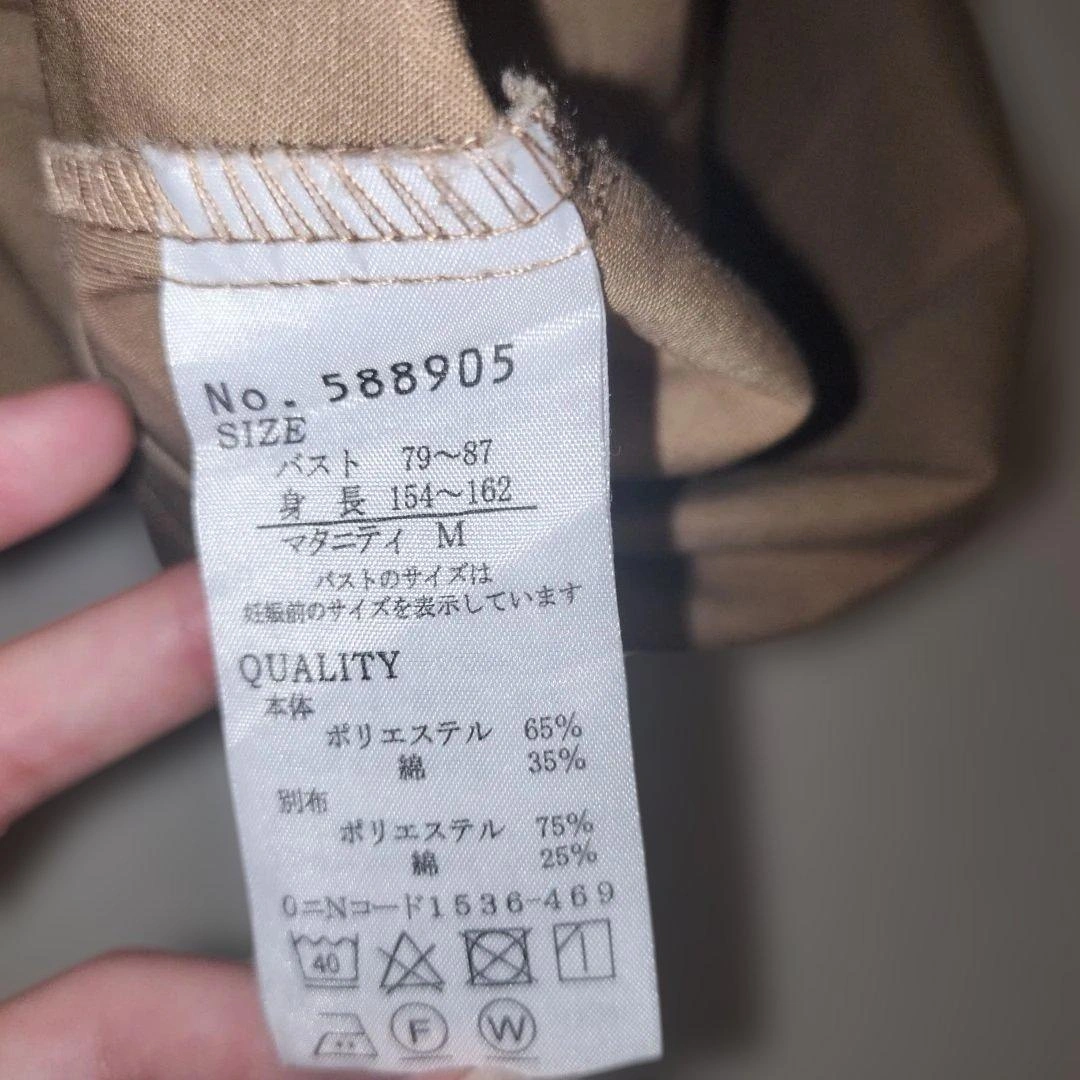 No. 588905
SIZE
バスト 79～87
身 長 154～162
マタニティ M
バストのサイズは
妊娠前のサイズを表示しています
QUALITY
本体
ポリエステル 65%
綿 35%
別布
ポリエステル 75%
綿 25%
0ニNコード1536-469
40
F W